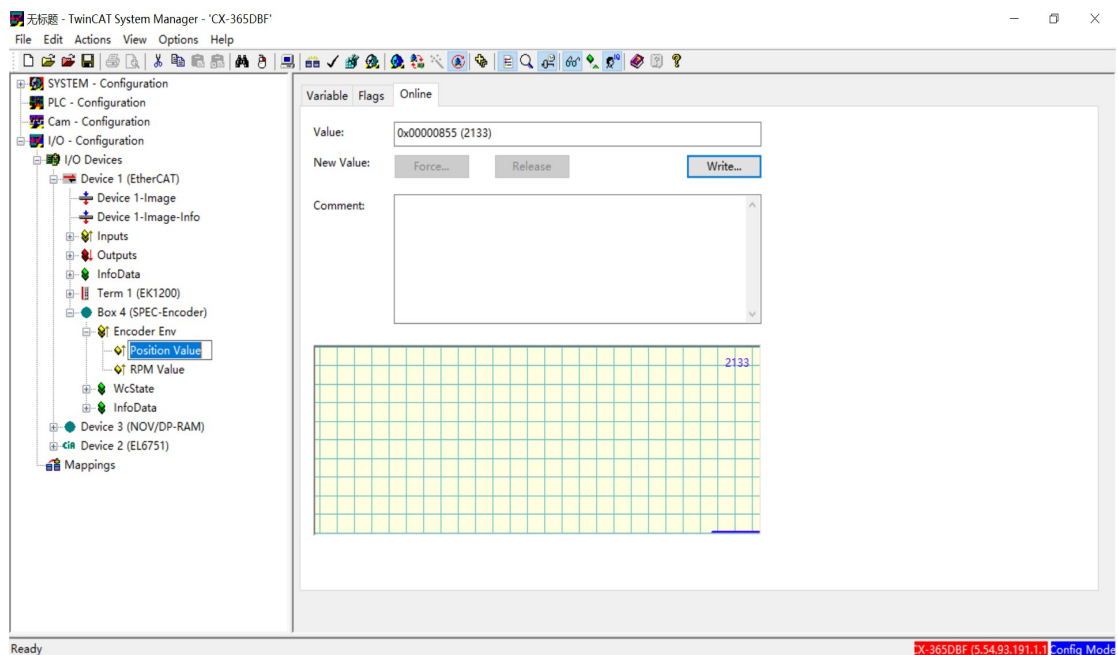 无标题 - TwinCAT System Manager - 'CX-365DBF'
File Edit Actions View Options Help
SYSTEM - Configuration
PLC - Configuration
Cam - Configuration
I/O - Configuration
I/O Devices
Device 1 (EtherCAT)
Device 1-Image
Device 1-Image-Info
Inputs
Outputs
InfoData
Term 1 (EK1200)
Box 4 (SPEC-Encoder)
Encoder Env
Position Value
RPM Value
WcState
InfoData
Device 3 (NOV/DP-RAM)
CiA Device 2 (EL6751)
Mappings
Variable Flags Online
Value: 0x00000855 (2133)
New Value: Force... Release Write...
Comment:
2133
Ready
CX-365DBF (5.54.93.191.1.1 Config Mode